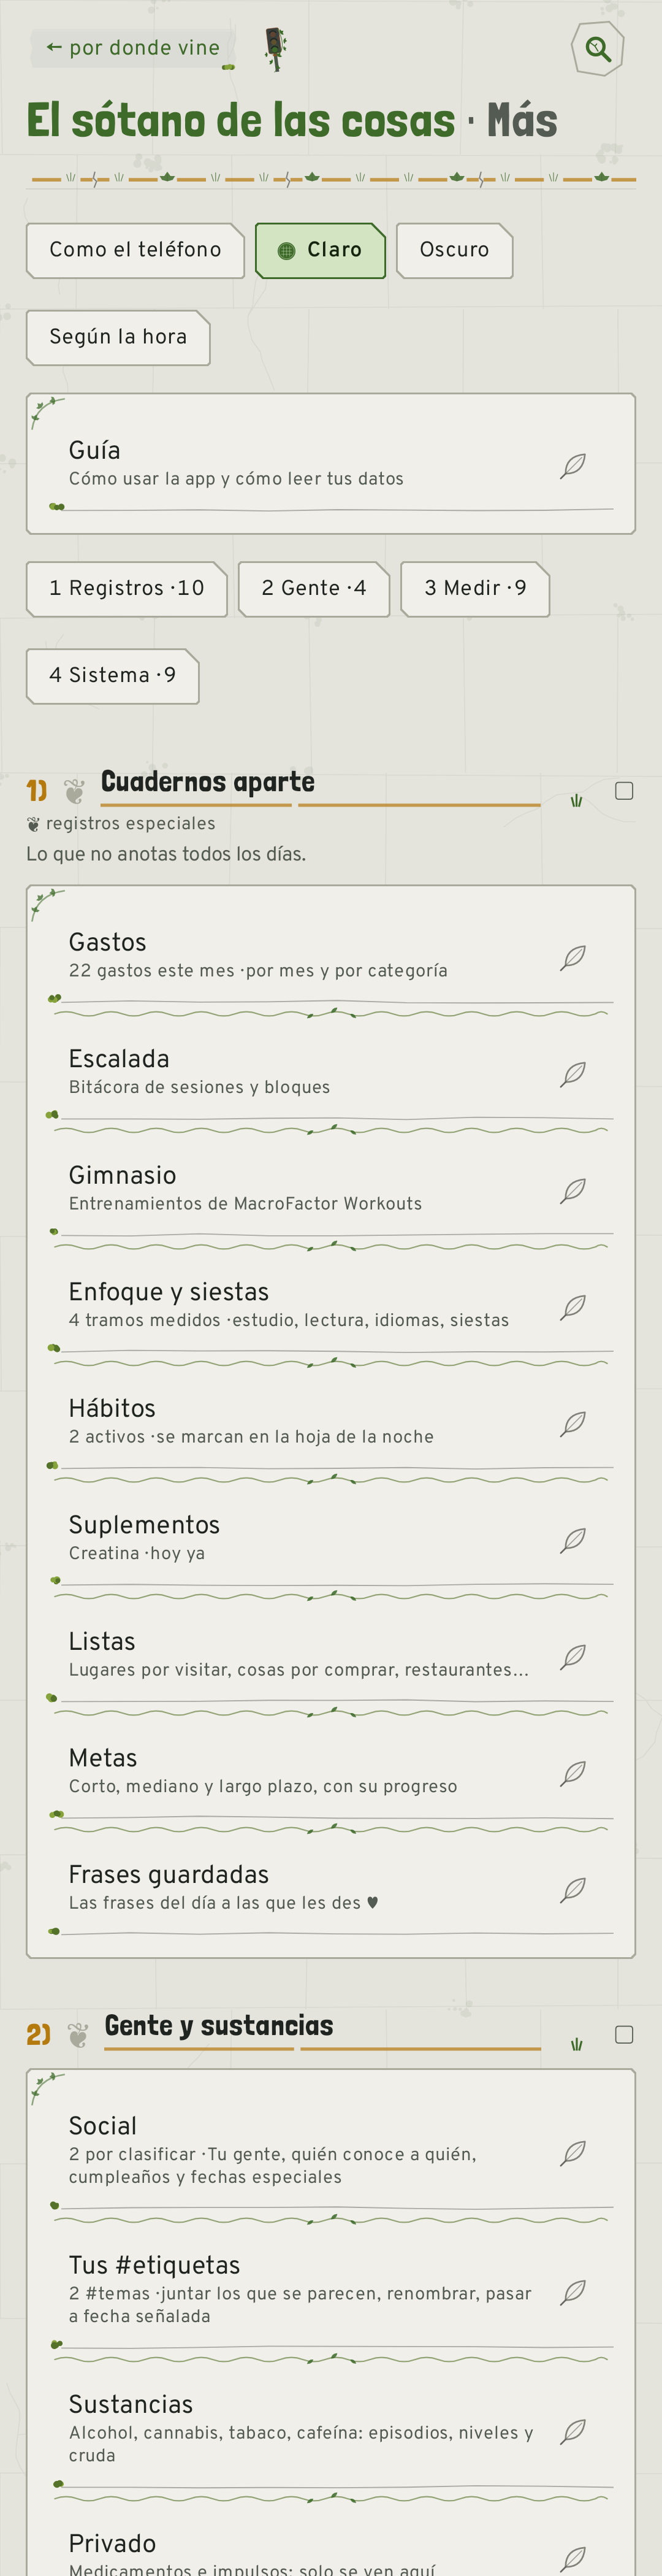 ← por donde vine
El sótano de las cosas · Más
Como el teléfono
Claro
Oscuro
Según la hora
Guía
Cómo usar la app y cómo leer tus datos
1 Registros ·10
2 Gente ·4
3 Medir ·9
4 Sistema ·9
1) ❦ Cuadernos aparte
❦ registros especiales
Lo que no anotas todos los días.
Gastos
22 gastos este mes ·por mes y por categoría
Escalada
Bitácora de sesiones y bloques
Gimnasio
Entrenamientos de MacroFactor Workouts
Enfoque y siestas
4 tramos medidos ·estudio, lectura, idiomas, siestas
Hábitos
2 activos ·se marcan en la hoja de la noche
Suplementos
Creatina ·hoy ya
Listas
Lugares por visitar, cosas por comprar, restaurantes…
Metas
Corto, mediano y largo plazo, con su progreso
Frases guardadas
Las frases del día a las que les des ♥
2) ❦ Gente y sustancias
Social
2 por clasificar ·Tu gente, quién conoce a quién,
cumpleaños y fechas especiales
Tus #etiquetas
2 #temas ·juntar los que se parecen, renombrar, pasar
a fecha señalada
Sustancias
Alcohol, cannabis, tabaco, cafeína: episodios, niveles y
cruda
Privado
Medicamentos e impulsos: solo se ven aquí